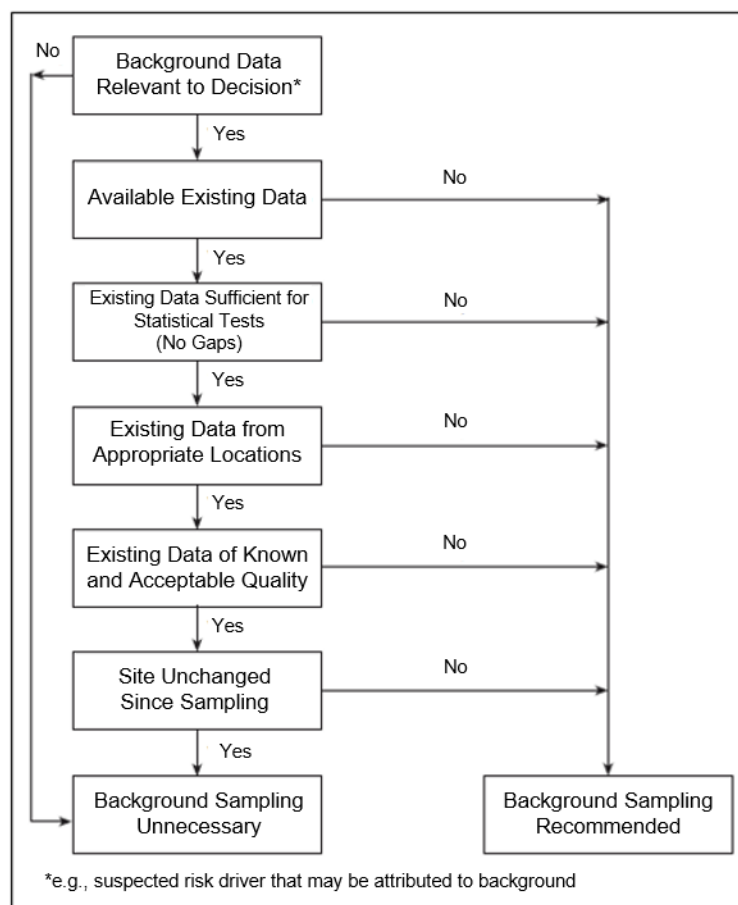 No
Background Data
Relevant to Decision*
Yes
Available Existing Data
No
Yes
Existing Data Sufficient for
Statistical Tests
(No Gaps)
No
Yes
Existing Data from
Appropriate Locations
No
Yes
Existing Data of Known
and Acceptable Quality
No
Yes
Site Unchanged
Since Sampling
No
Yes
Background Sampling
Unnecessary
Background Sampling
Recommended
*e.g., suspected risk driver that may be attributed to background